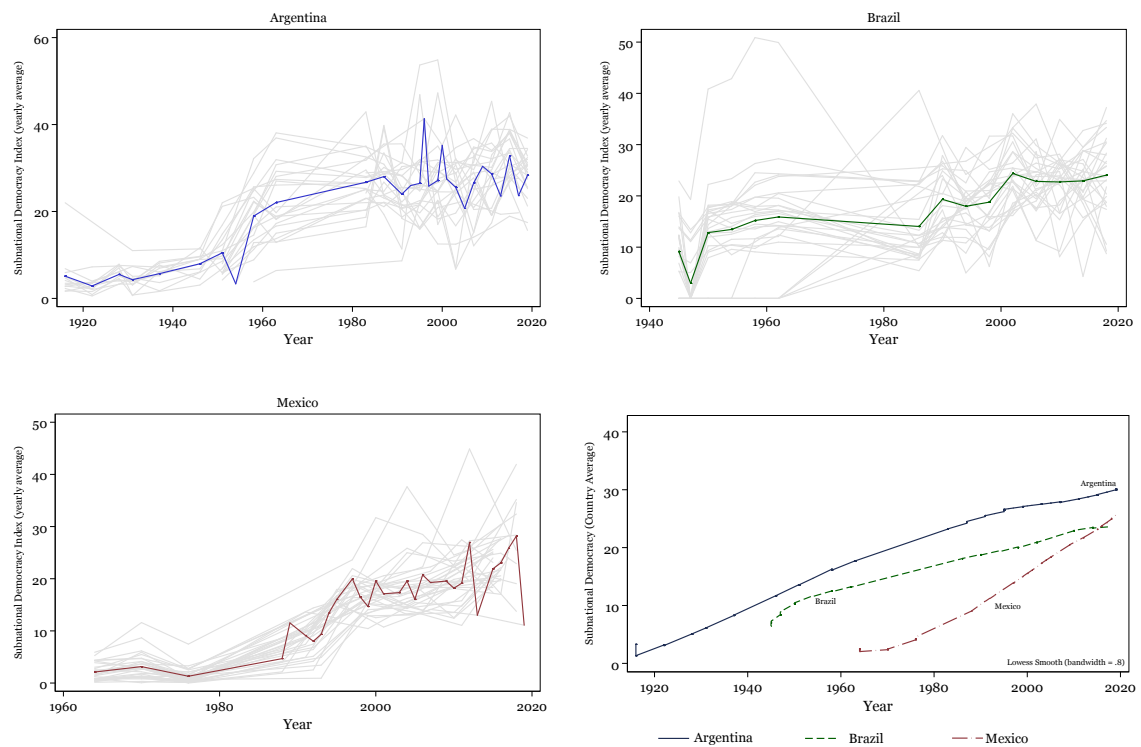 Argentina
Subnational Democracy Index (yearly average)
60
40
20
0
1920 1940 1960 1980 2000 2020
Year
Brazil
Subnational Democracy Index (yearly average)
50
40
30
20
10
0
1940 1960 1980 2000 2020
Year
Mexico
Subnational Democracy Index (yearly average)
50
40
30
20
10
0
1960 1980 2000 2020
Year
Subnational Democracy (Country Average)
40
30
20
10
0
Argentina
Brazil
Mexico
Lowess Smooth (bandwidth = .8)
1920 1940 1960 1980 2000 2020
Year
Argentina Brazil Mexico